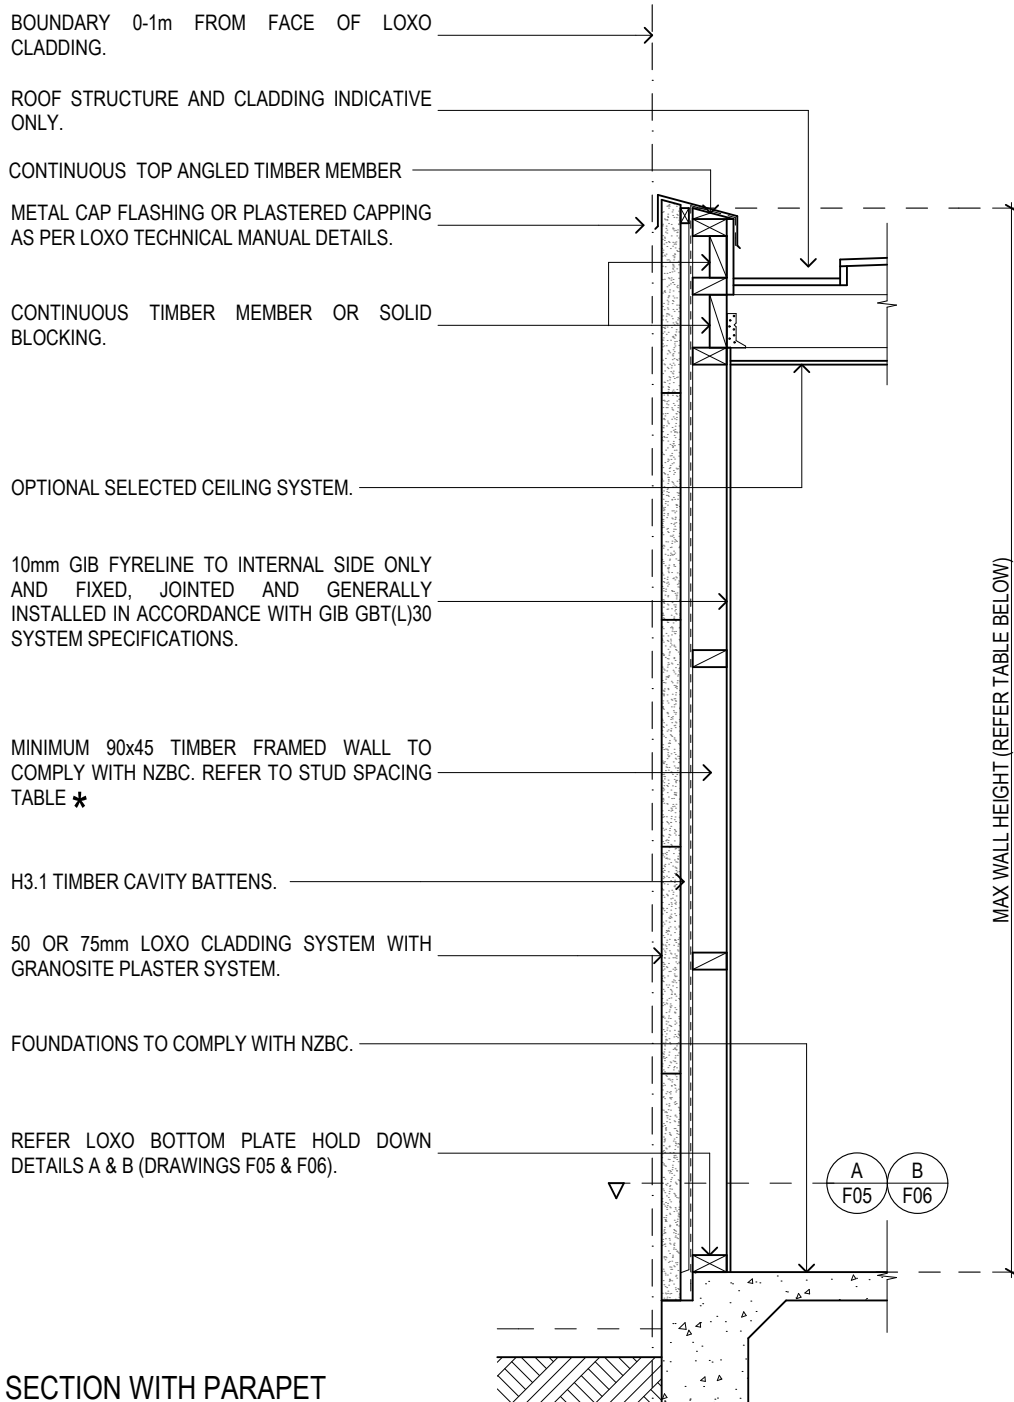 BOUNDARY 0-1m FROM FACE OF LOXO
CLADDING.
ROOF STRUCTURE AND CLADDING INDICATIVE
ONLY.
CONTINUOUS TOP ANGLED TIMBER MEMBER
METAL CAP FLASHING OR PLASTERED CAPPING
AS PER LOXO TECHNICAL MANUAL DETAILS.
CONTINUOUS TIMBER MEMBER OR SOLID
BLOCKING.
OPTIONAL SELECTED CEILING SYSTEM.
10mm GIB FYRELINE TO INTERNAL SIDE ONLY
AND FIXED, JOINTED AND GENERALLY
INSTALLED IN ACCORDANCE WITH GIB GBT(L)30
SYSTEM SPECIFICATIONS.
MINIMUM 90x45 TIMBER FRAMED WALL TO
COMPLY WITH NZBC. REFER TO STUD SPACING
TABLE *
H3.1 TIMBER CAVITY BATTENS.
50 OR 75mm LOXO CLADDING SYSTEM WITH
GRANOSITE PLASTER SYSTEM.
FOUNDATIONS TO COMPLY WITH NZBC.
REFER LOXO BOTTOM PLATE HOLD DOWN
DETAILS A & B (DRAWINGS F05 & F06).
MAX WALL HEIGHT (REFER TABLE BELOW)
A B
F05 F06
SECTION WITH PARAPET